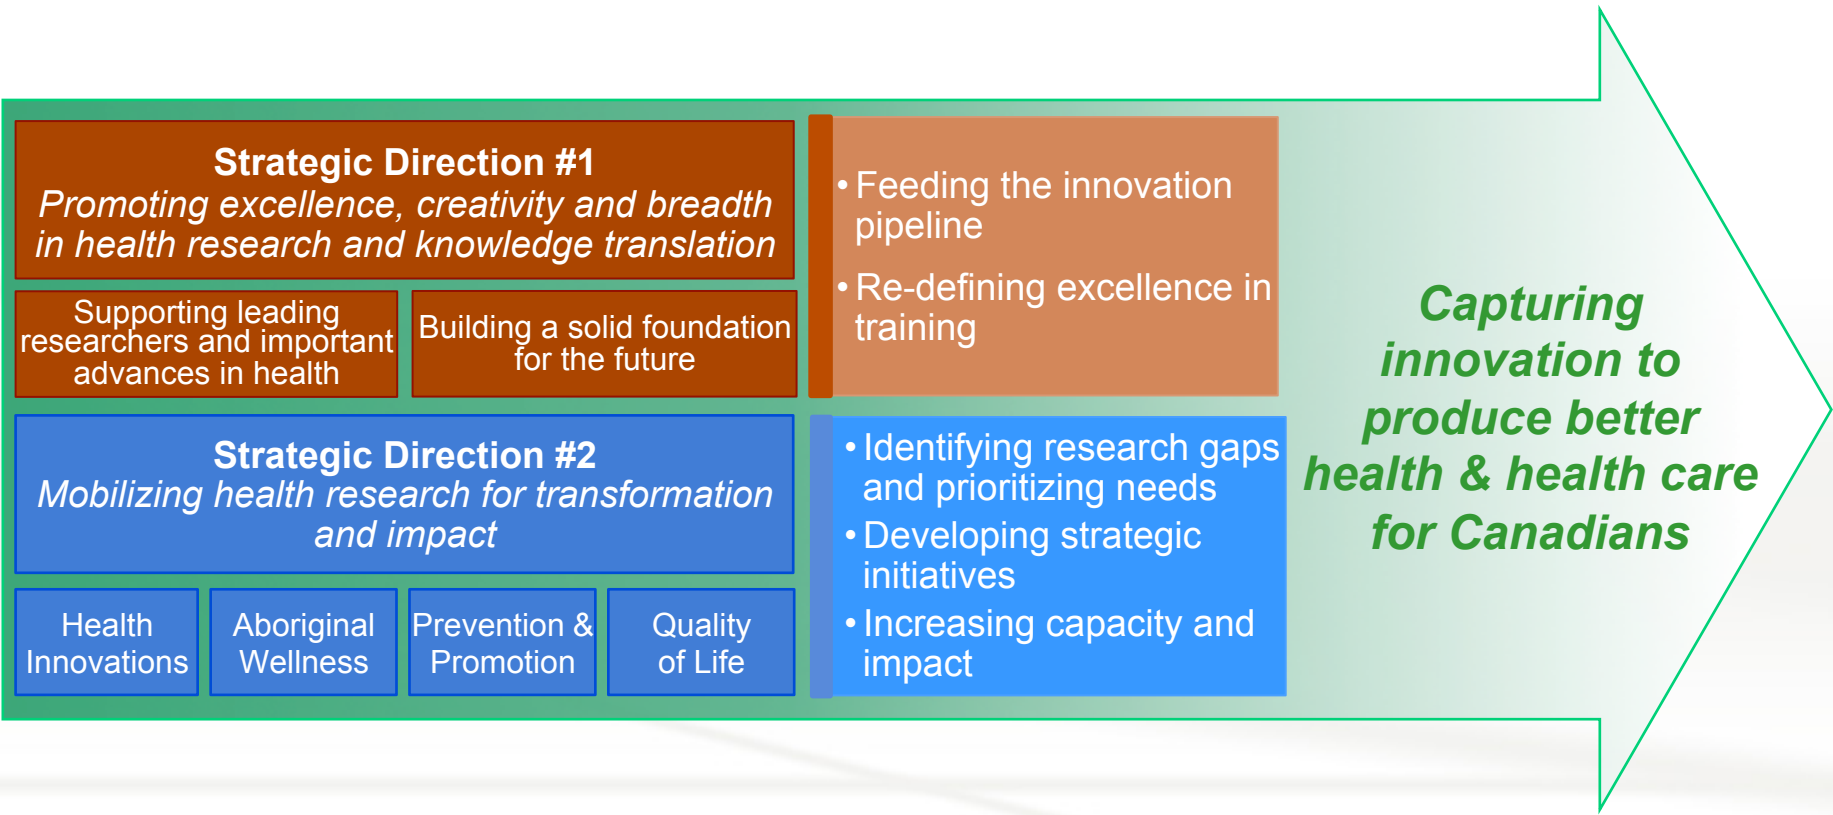 Strategic Direction #1
Promoting excellence, creativity and breadth
in health research and knowledge translation
Supporting leading
researchers and important
advances in health
Building a solid foundation
for the future
• Feeding the innovation
pipeline
• Re-defining excellence in
training
Strategic Direction #2
Mobilizing health research for transformation
and impact
Health
Innovations
Aboriginal
Wellness
Prevention &
Promotion
Quality
of Life
• Identifying research gaps
and prioritizing needs
• Developing strategic
initiatives
• Increasing capacity and
impact
Capturing
innovation to
produce better
health & health care
for Canadians